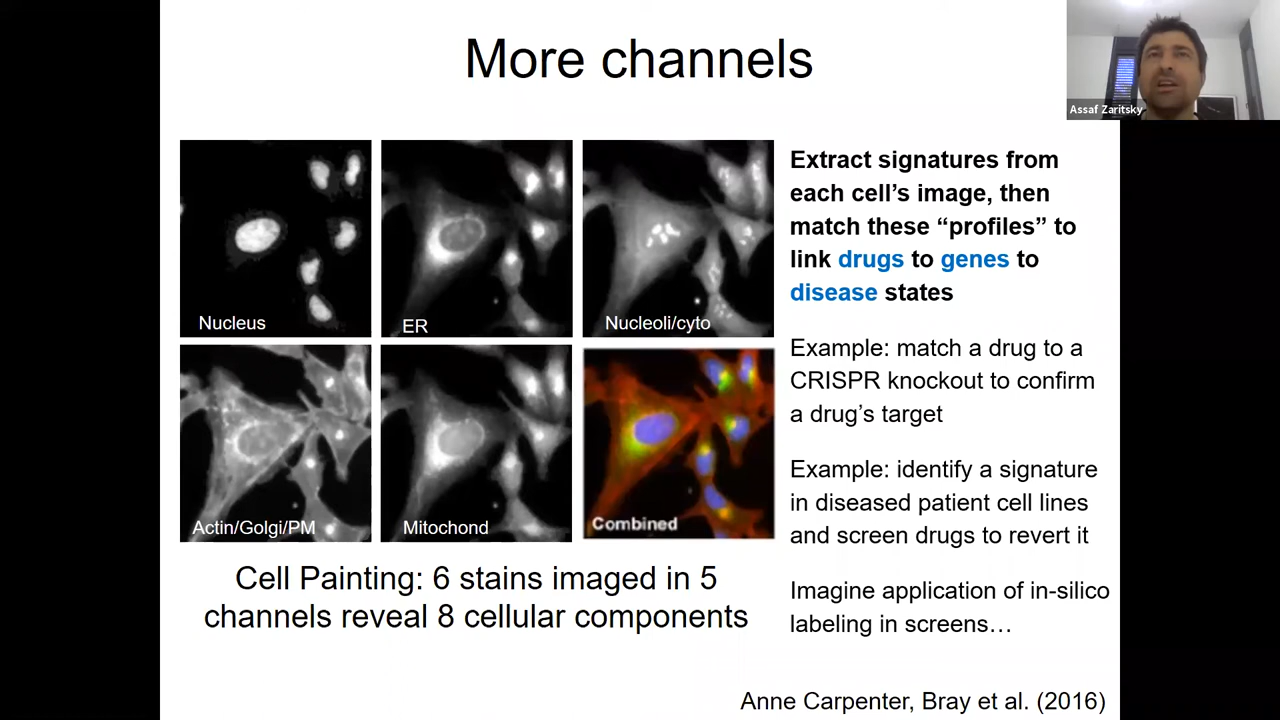 More channels
Assaf Zaritsky
Nucleus
ER
Nucleoli/cyto
Actin/Golgi/PM
Mitochond
Combined
Cell Painting: 6 stains imaged in 5
channels reveal 8 cellular components
Extract signatures from
each cell’s image, then
match these “profiles” to
link drugs to genes to
disease states
Example: match a drug to a
CRISPR knockout to confirm
a drug’s target
Example: identify a signature
in diseased patient cell lines
and screen drugs to revert it
Imagine application of in-silico
labeling in screens…
Anne Carpenter, Bray et al. (2016)